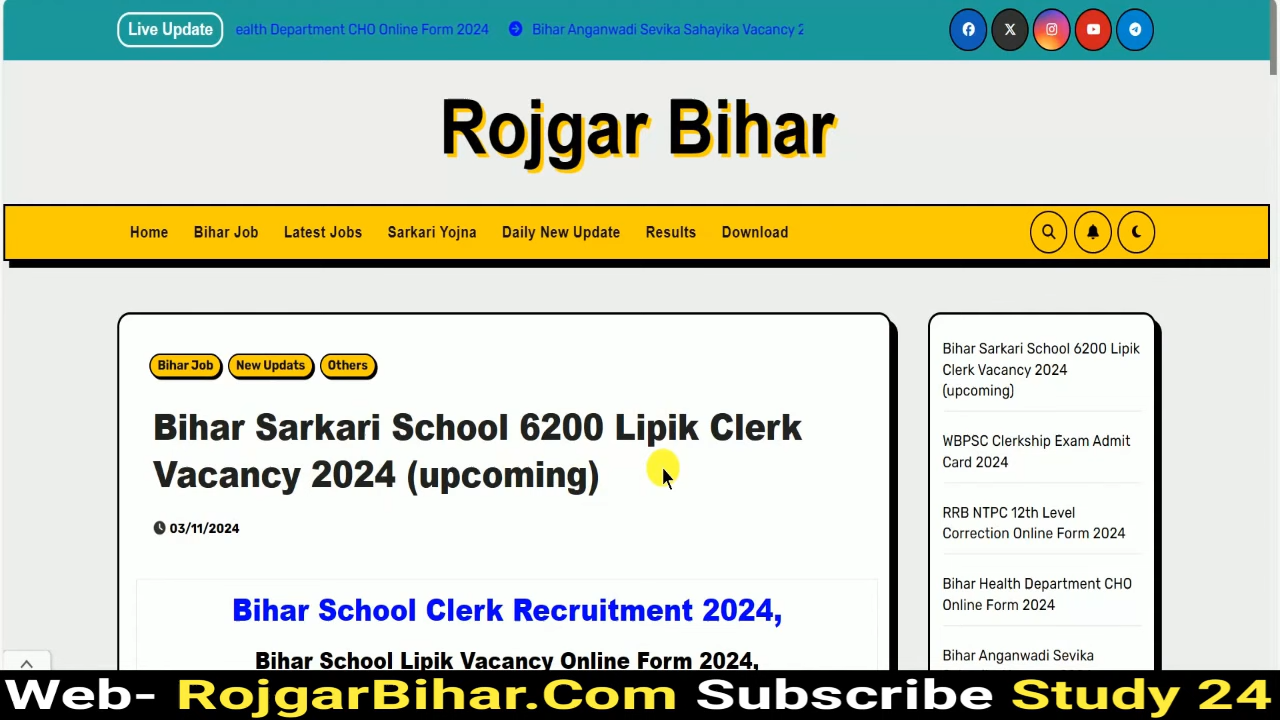 Live Update
ealth Department CHO Online Form 2024 Bihar Anganwadi Sevika Sahayika Vacancy 2
Rojgar Bihar
Home Bihar Job Latest Jobs Sarkari Yojna Daily New Update Results Download
Bihar Job New Updats Others
Bihar Sarkari School 6200 Lipik Clerk
Vacancy 2024 (upcoming)
03/11/2024
Bihar School Clerk Recruitment 2024,
Bihar School Lipik Vacancy Online Form 2024,
Bihar Sarkari School 6200 Lipik
Clerk Vacancy 2024
(upcoming)
WBPSC Clerkship Exam Admit
Card 2024
RRB NTPC 12th Level
Correction Online Form 2024
Bihar Health Department CHO
Online Form 2024
Bihar Anganwadi Sevika
Web- RojgarBihar.Com Subscribe Study 24